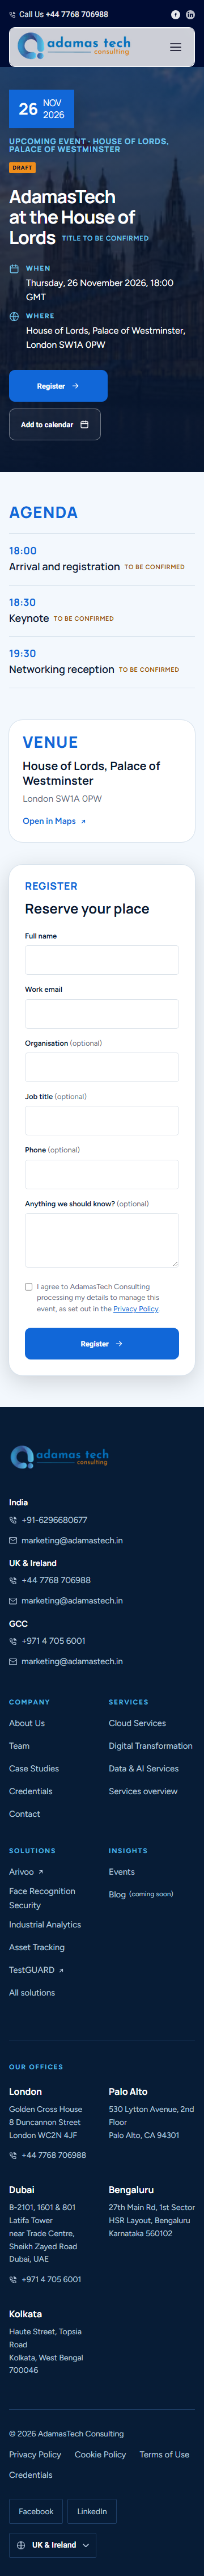 Call Us +44 7768 706988
adamas tech
consulting
26 NOV
2026
UPCOMING EVENT · HOUSE OF LORDS,
PALACE OF WESTMINSTER
DRAFT
AdamasTech
at the House of
Lords TITLE TO BE CONFIRMED
WHEN
Thursday, 26 November 2026, 18:00
GMT
WHERE
House of Lords, Palace of Westminster,
London SW1A 0PW
Register
Add to calendar
AGENDA
18:00
Arrival and registration TO BE CONFIRMED
18:30
Keynote TO BE CONFIRMED
19:30
Networking reception TO BE CONFIRMED
VENUE
House of Lords, Palace of
Westminster
London SW1A 0PW
Open in Maps
REGISTER
Reserve your place
Full name
Work email
Organisation (optional)
Job title (optional)
Phone (optional)
Anything we should know? (optional)
I agree to AdamasTech Consulting
processing my details to manage this
event, as set out in the Privacy Policy.
Register
adamas tech
consulting
India
+91-6296680677
marketing@adamastech.in
UK & Ireland
+44 7768 706988
marketing@adamastech.in
GCC
+971 4 705 6001
marketing@adamastech.in
COMPANY
About Us
Team
Case Studies
Credentials
Contact
SERVICES
Cloud Services
Digital Transformation
Data & AI Services
Services overview
SOLUTIONS
Arivoo
Face Recognition
Security
Industrial Analytics
Asset Tracking
TestGUARD
All solutions
INSIGHTS
Events
Blog (coming soon)
OUR OFFICES
London
Golden Cross House
8 Duncannon Street
London WC2N 4JF
+44 7768 706988
Palo Alto
530 Lytton Avenue, 2nd
Floor
Palo Alto, CA 94301
Dubai
B-2101, 1601 & 801
Latifa Tower
near Trade Centre,
Sheikh Zayed Road
Dubai, UAE
+971 4 705 6001
Bengaluru
27th Main Rd, 1st Sector
HSR Layout, Bengaluru
Karnataka 560102
Kolkata
Haute Street, Topsia
Road
Kolkata, West Bengal
700046
© 2026 AdamasTech Consulting
Privacy Policy Cookie Policy Terms of Use
Credentials
Facebook LinkedIn
UK & Ireland